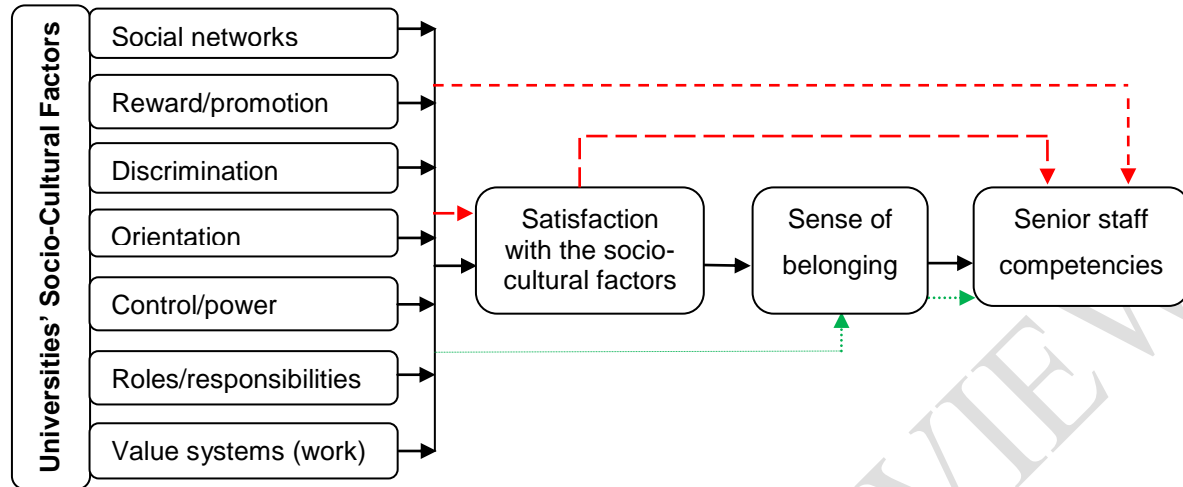 Universities’ Socio-Cultural Factors
Social networks
Reward/promotion
Discrimination
Orientation
Control/power
Roles/responsibilities
Value systems (work)
Satisfaction
with the socio-
cultural factors
Sense of
belonging
Senior staff
competencies
VIEW